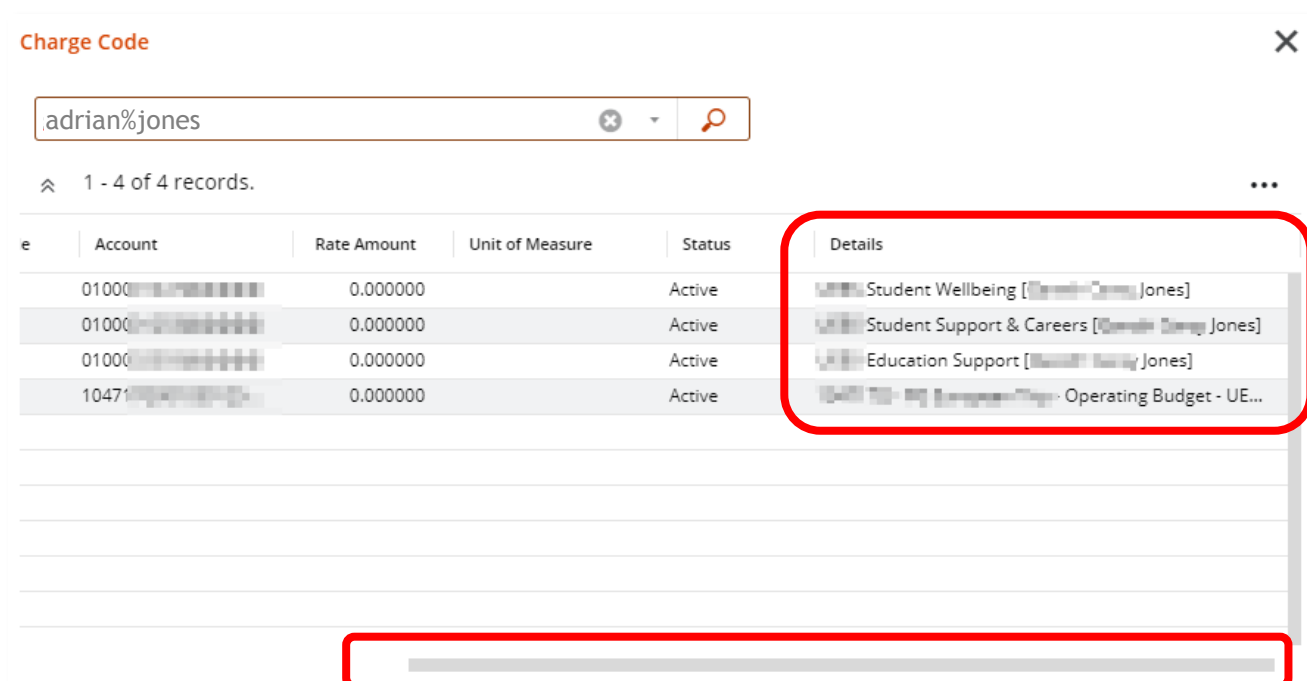 Charge Code
adrian%jones
1 - 4 of 4 records.
e Account Rate Amount Unit of Measure Status Details
01000 0.000000 Active Student Wellbeing [ Jones]
01000 0.000000 Active Student Support & Careers [ Jones]
01000 0.000000 Active Education Support [ Jones]
10471 0.000000 Active - Operating Budget - UE...